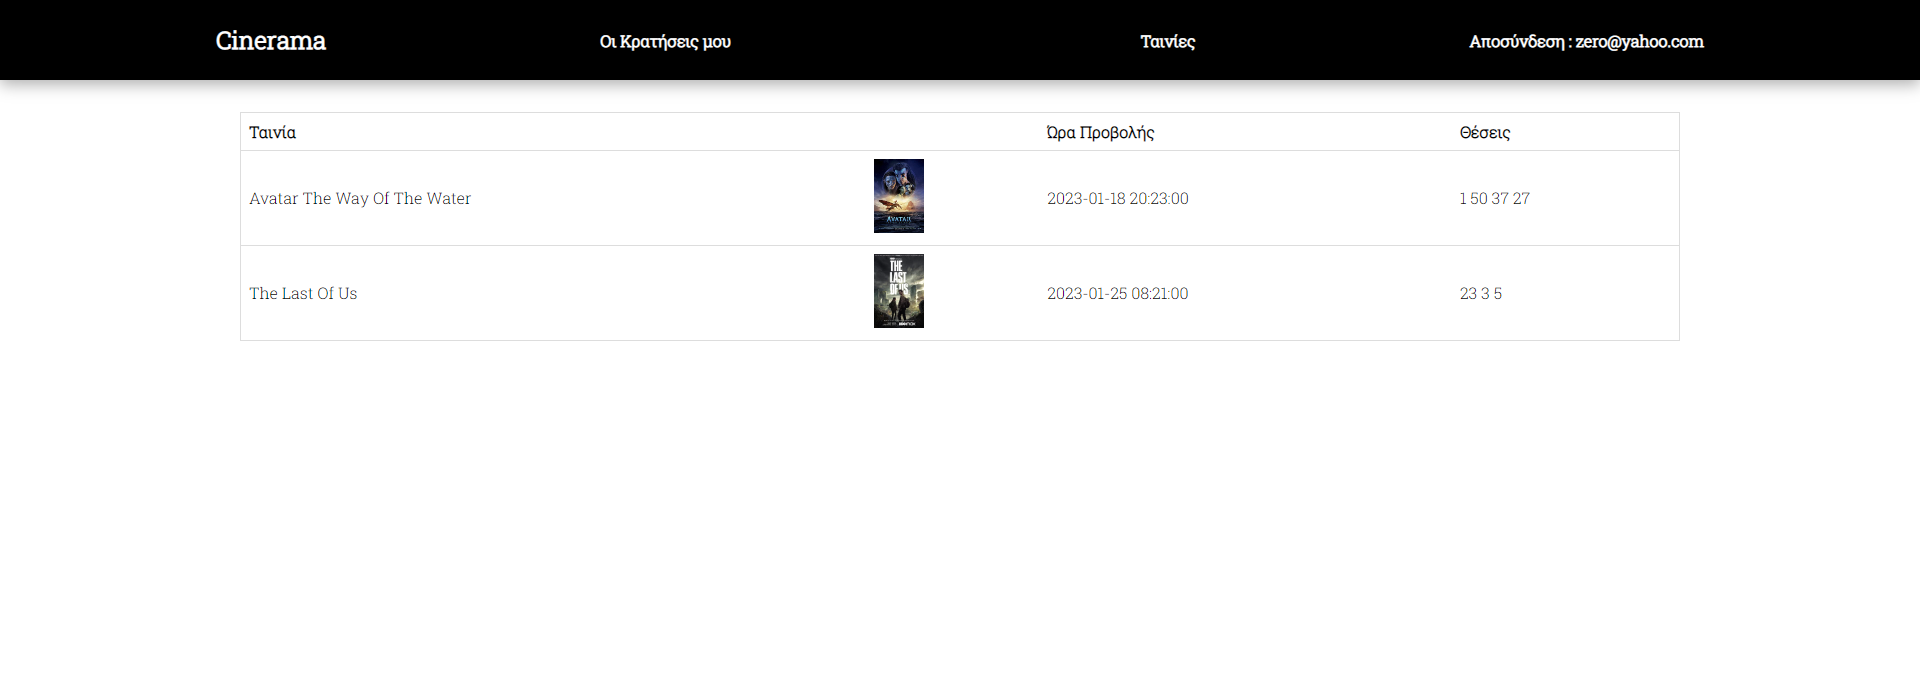 Cinerama Οι Κρατήσεις μου Ταινίες Αποσύνδεση : zero@yahoo.com
Ταινία Ώρα Προβολής Θέσεις
Avatar The Way Of The Water 2023-01-18 20:23:00 1 50 37 27
AVATAR
The Last Of Us 2023-01-25 08:21:00 23 3 5
THE
LAST
OF US